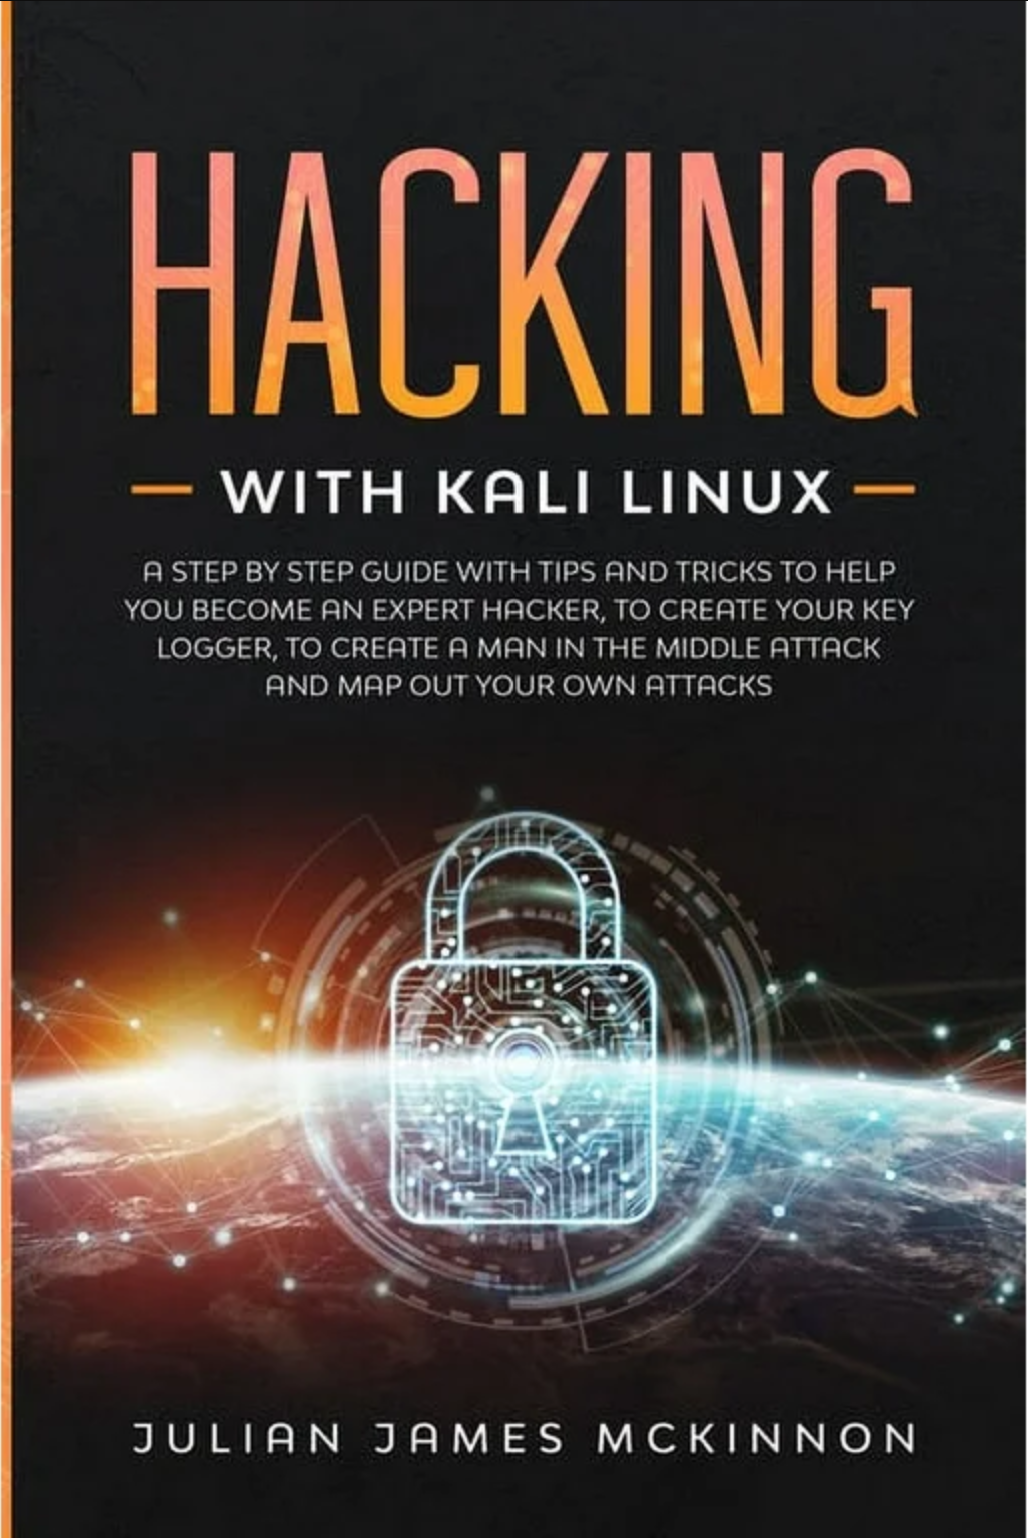 HACKING
WITH KALI LINUX
A STEP BY STEP GUIDE WITH TIPS AND TRICKS TO HELP
YOU BECOME AN EXPERT HACKER, TO CREATE YOUR KEY
LOGGER, TO CREATE A MAN IN THE MIDDLE ATTACK
AND MAP OUT YOUR OWN ATTACKS
JULIAN JAMES MCKINNON